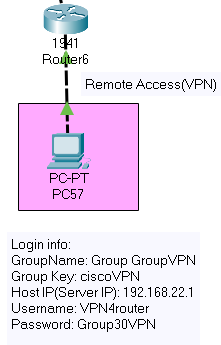 1941
Router6
Remote Access(VPN)
PC-PT
PC57
Login info:
GroupName: Group GroupVPN
Group Key: ciscoVPN
Host IP(Server IP): 192.168.22.1
Username: VPN4router
Password: Group30VPN